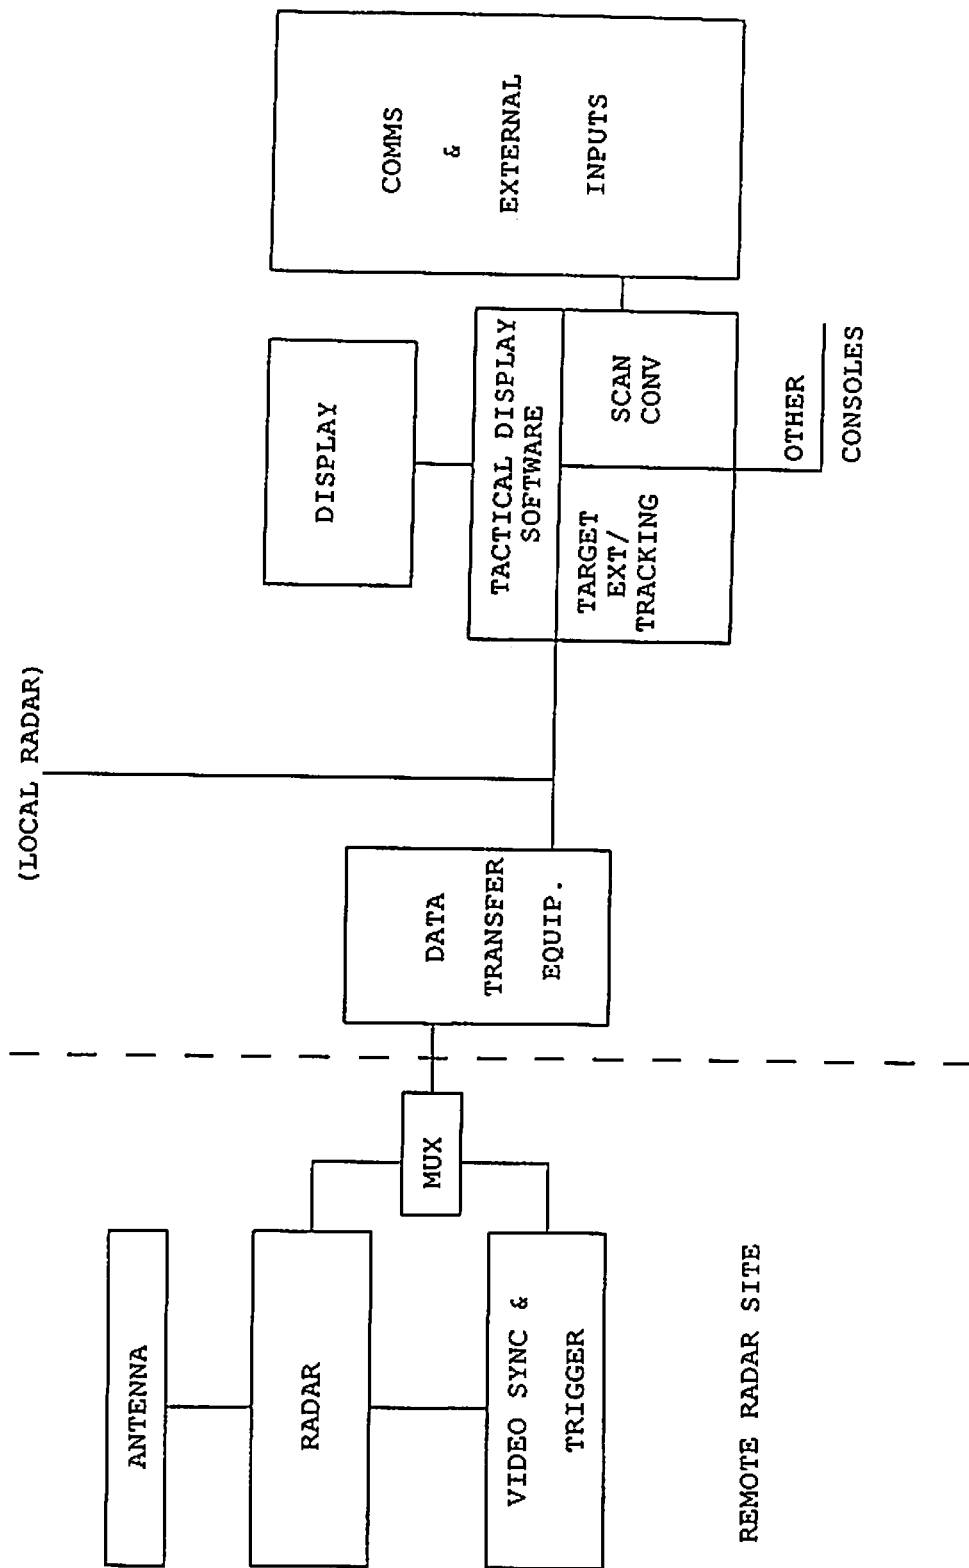 (LOCAL RADAR)
ANTENNA
RADAR
VIDEO SYNC &
TRIGGER
MUX
REMOTE RADAR SITE
DATA
TRANSFER
EQUIP.
DISPLAY
TACTICAL DISPLAY
SOFTWARE
TARGET
EXT/
TRACKING
SCAN
CONV
OTHER
CONSOLES
COMMS
&
EXTERNAL
INPUTS